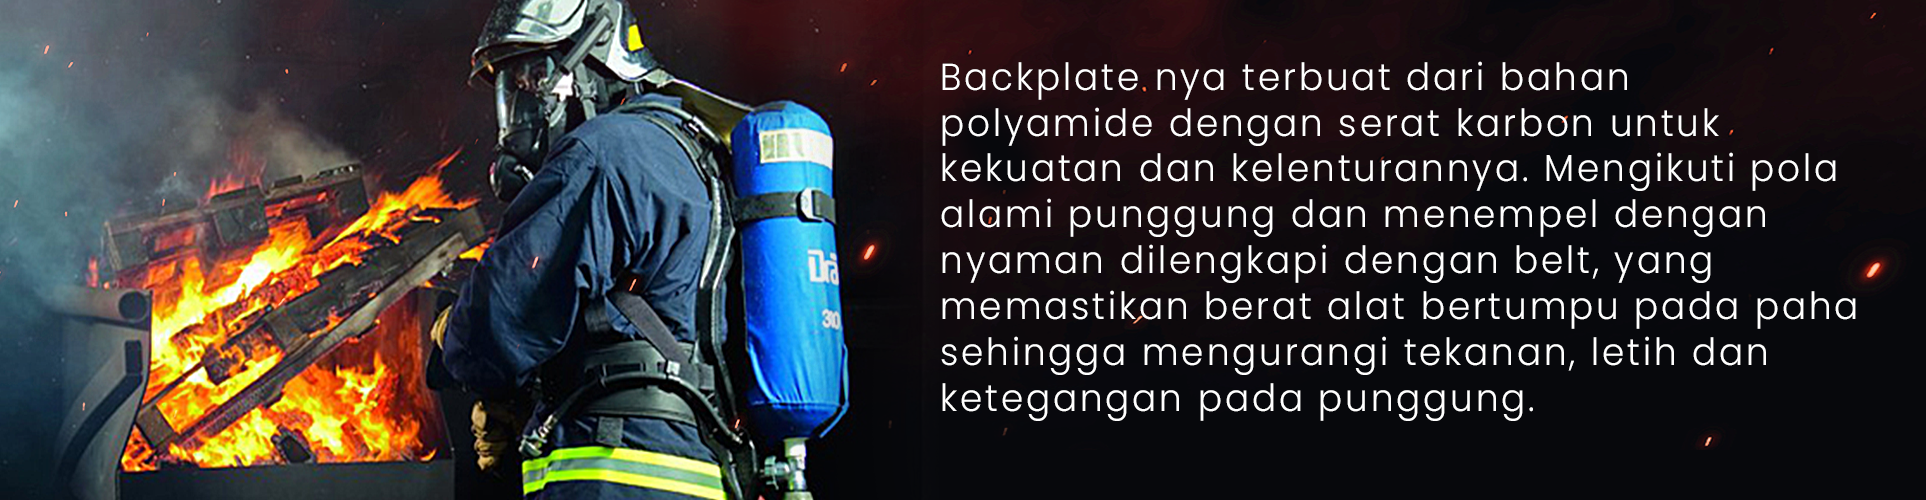 Backplate nya terbuat dari bahan
polyamide dengan serat karbon untuk
kekuatan dan kelenturannya. Mengikuti pola
alami punggung dan menempel dengan
nyaman dilengkapi dengan belt, yang
memastikan berat alat bertumpu pada paha
sehingga mengurangi tekanan, letih dan
ketegangan pada punggung.